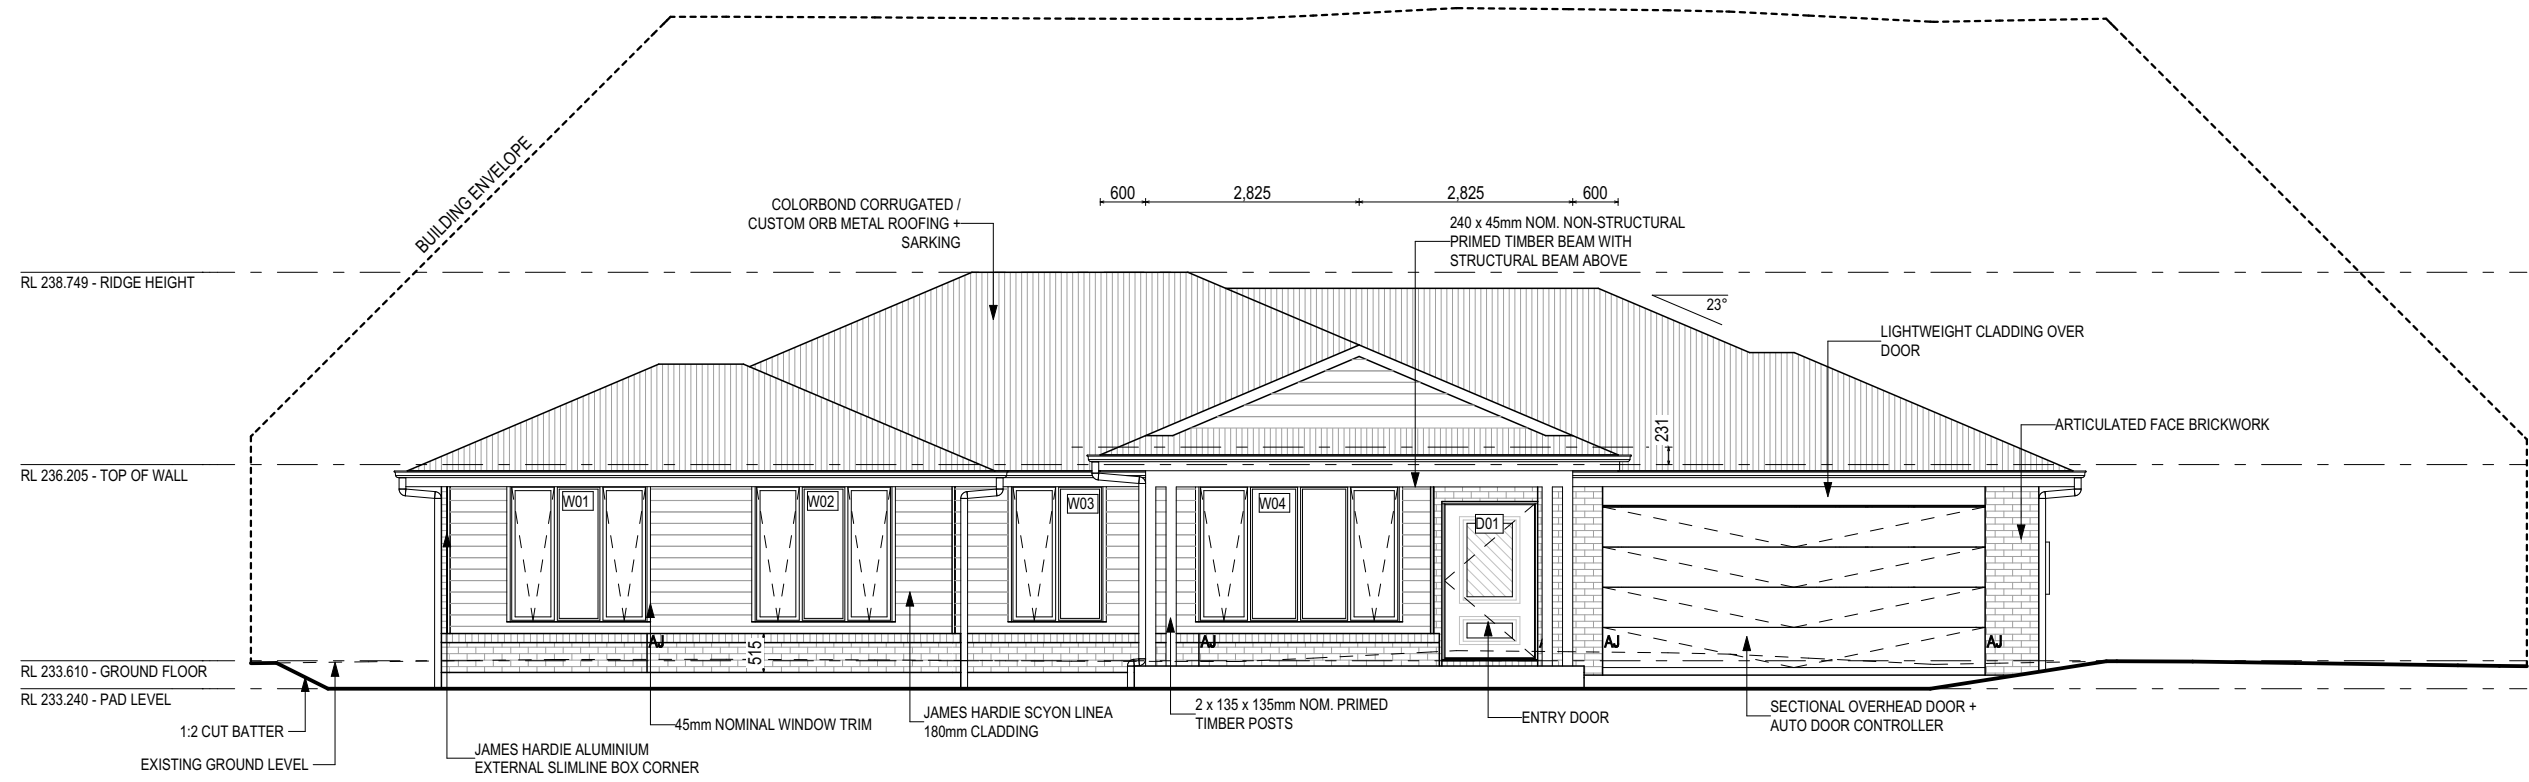 BUILDING ENVELOPE
COLORBOND CORRUGATED /
CUSTOM ORB METAL ROOFING +
SARKING
600
2,825
2,825
600
240 x 45mm NOM. NON-STRUCTURAL
PRIMED TIMBER BEAM WITH
STRUCTURAL BEAM ABOVE
RL 238.749 - RIDGE HEIGHT
23°
LIGHTWEIGHT CLADDING OVER
DOOR
231
ARTICULATED FACE BRICKWORK
RL 236.205 - TOP OF WALL
W01
W02
W03
W04
D01
AJ
515
AJ
AJ
AJ
RL 233.610 - GROUND FLOOR
RL 233.240 - PAD LEVEL
1:2 CUT BATTER
EXISTING GROUND LEVEL
JAMES HARDIE ALUMINIUM
EXTERNAL SLIMLINE BOX CORNER
45mm NOMINAL WINDOW TRIM
JAMES HARDIE SCYON LINEA
180mm CLADDING
2 x 135 x 135mm NOM. PRIMED
TIMBER POSTS
ENTRY DOOR
SECTIONAL OVERHEAD DOOR +
AUTO DOOR CONTROLLER